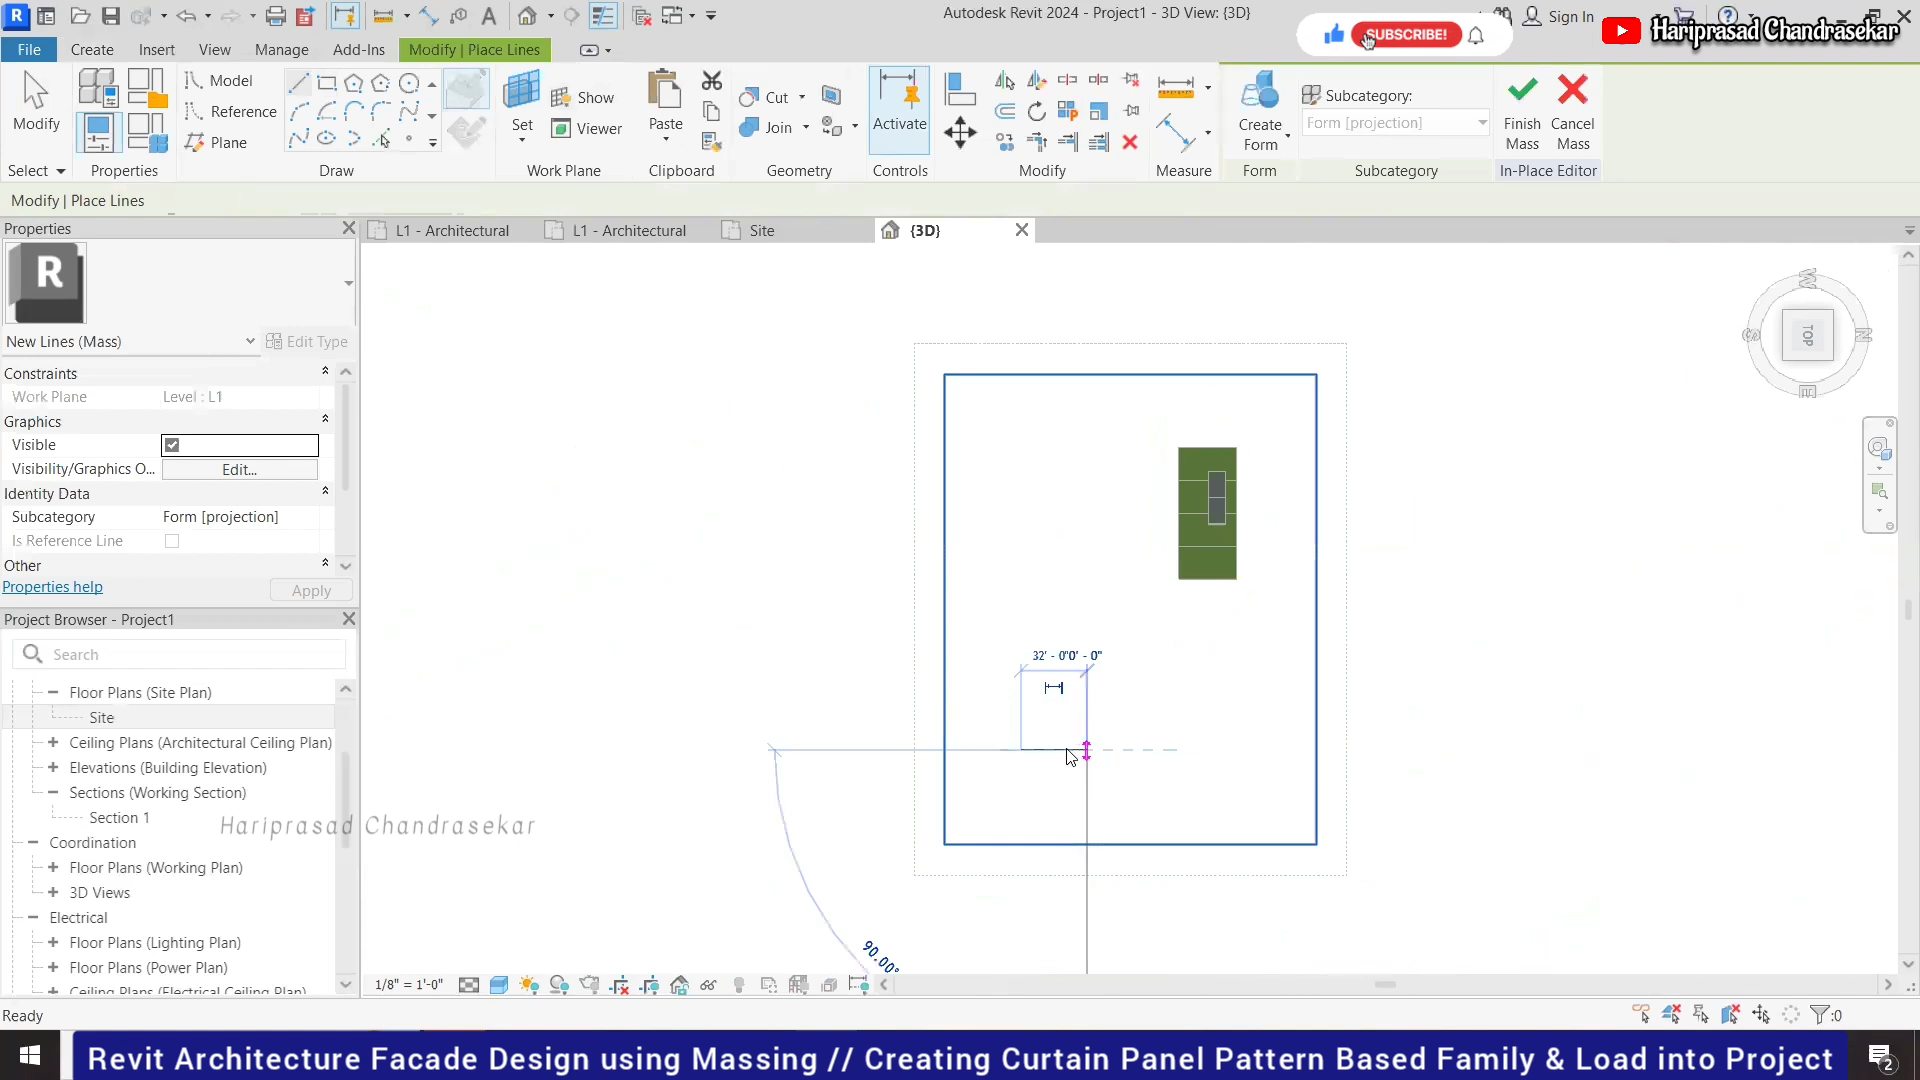 Autodesk Revit 2024 - Project1 - 3D View: {3D}
Sign In
SUBSCRIBE!
Hariprasad Chandrasekar
File Create Insert View Manage Add-Ins Modify | Place Lines
Modify
Select
Properties
Model
Reference
Plane
Draw
Set
Show
Viewer
Work Plane
Paste
Clipboard
Cut
Join
Geometry
Activate
Controls
Modify
Measure
Create
Form
Form
Subcategory:
Form [projection]
Subcategory
Finish
Mass
Cancel
Mass
In-Place Editor
Modify | Place Lines
Properties
R
New Lines (Mass)
Edit Type
Constraints
Work Plane Level : L1
Graphics
Visible
Visibility/Graphics O... Edit...
Identity Data
Subcategory Form [projection]
Is Reference Line
Other
Properties help
Apply
Project Browser - Project1
Search
Floor Plans (Site Plan)
Site
Ceiling Plans (Architectural Ceiling Plan)
Elevations (Building Elevation)
Sections (Working Section)
Section 1
Coordination
Floor Plans (Working Plan)
3D Views
Electrical
Floor Plans (Lighting Plan)
Floor Plans (Power Plan)
Ceiling Plans (Electrical Ceiling Plan)
L1 - Architectural
L1 - Architectural
Site
{3D}
TOP
32' - 0"0' - 0"
90.00°
Hariprasad Chandrasekar
1/8" = 1'-0"
Ready
:0
Revit Architecture Facade Design using Massing // Creating Curtain Panel Pattern Based Family & Load into Project
2